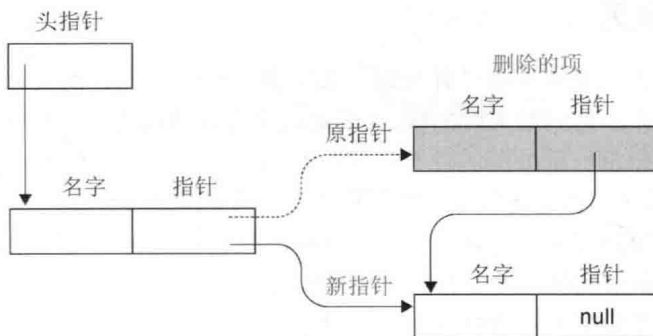 头指针
删除的项
名字 指针
原指针
名字 指针
新指针
名字 指针
null